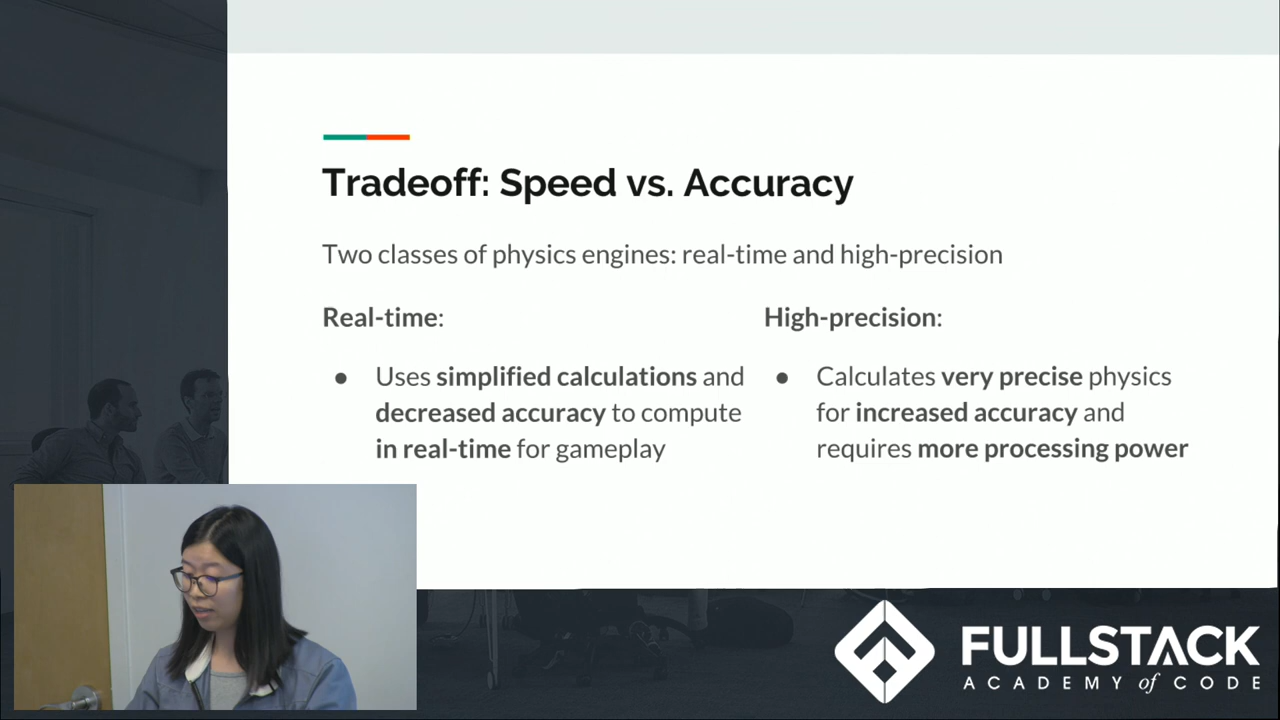 Tradeoff: Speed vs. Accuracy
Two classes of physics engines: real-time and high-precision
Real-time:
● Uses simplified calculations and
decreased accuracy to compute
in real-time for gameplay
High-precision:
● Calculates very precise physics
for increased accuracy and
requires more processing power
FULLSTACK
ACADEMY of CODE